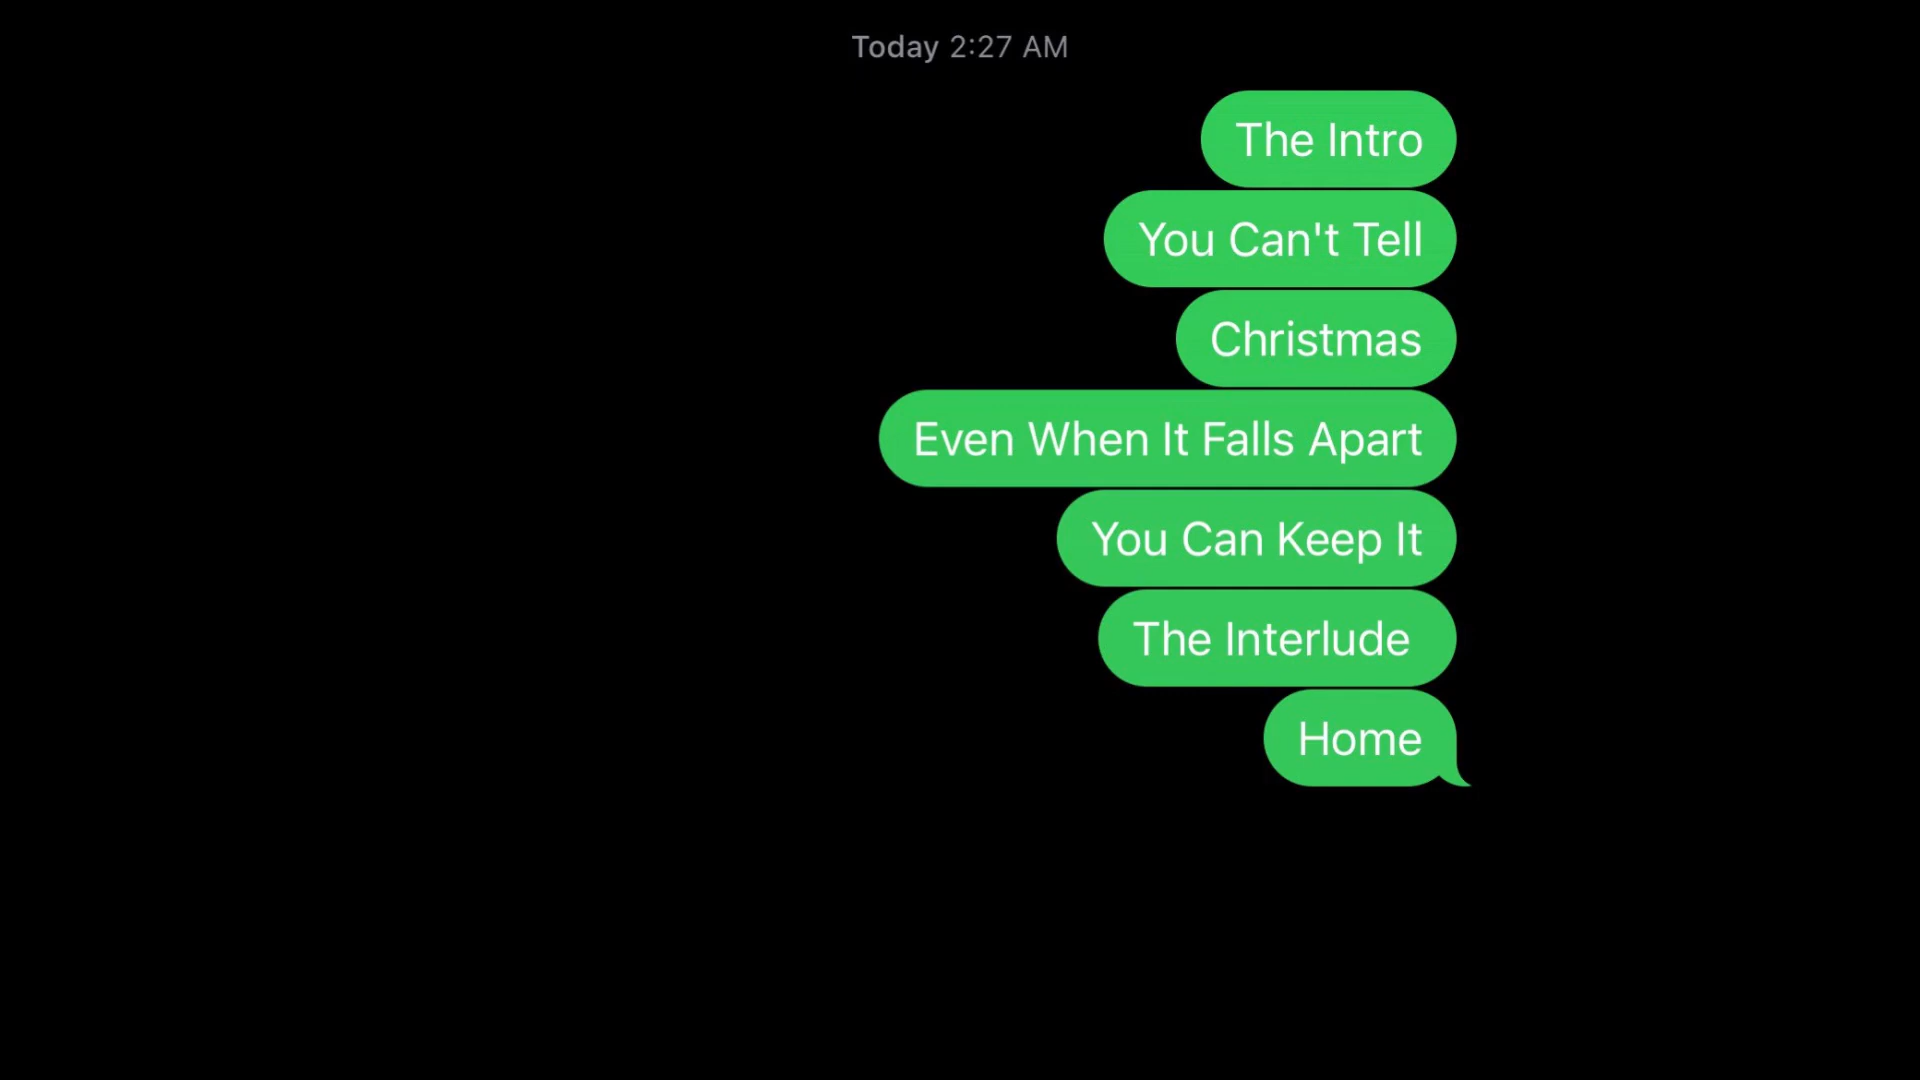 Today 2:27 AM
The Intro
You Can't Tell
Christmas
Even When It Falls Apart
You Can Keep It
The Interlude
Home